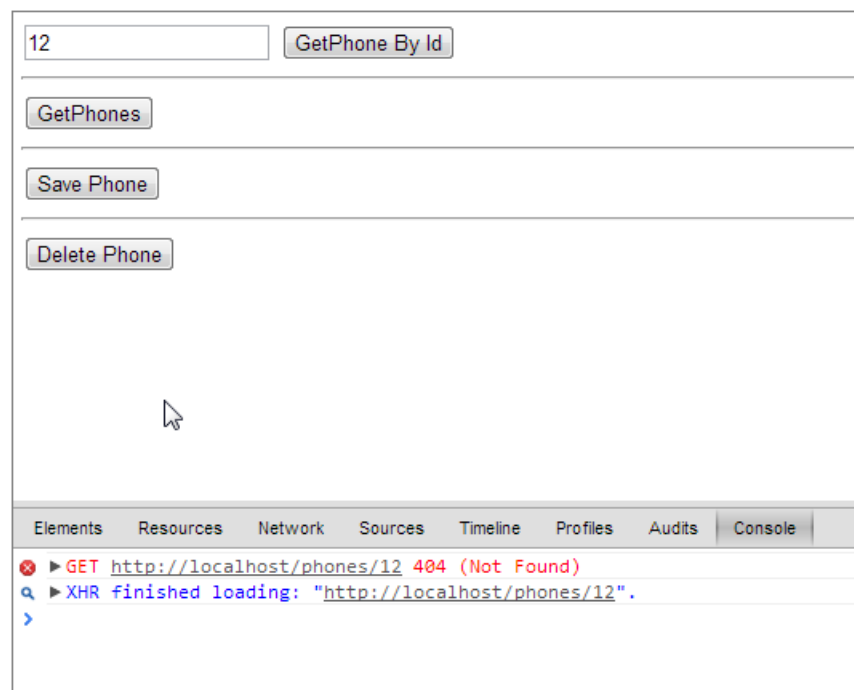 12 GetPhone By Id
GetPhones
Save Phone
Delete Phone
Elements Resources Network Sources Timeline Profiles Audits Console
GET http://localhost/phones/12 404 (Not Found)
XHR finished loading: "http://localhost/phones/12".